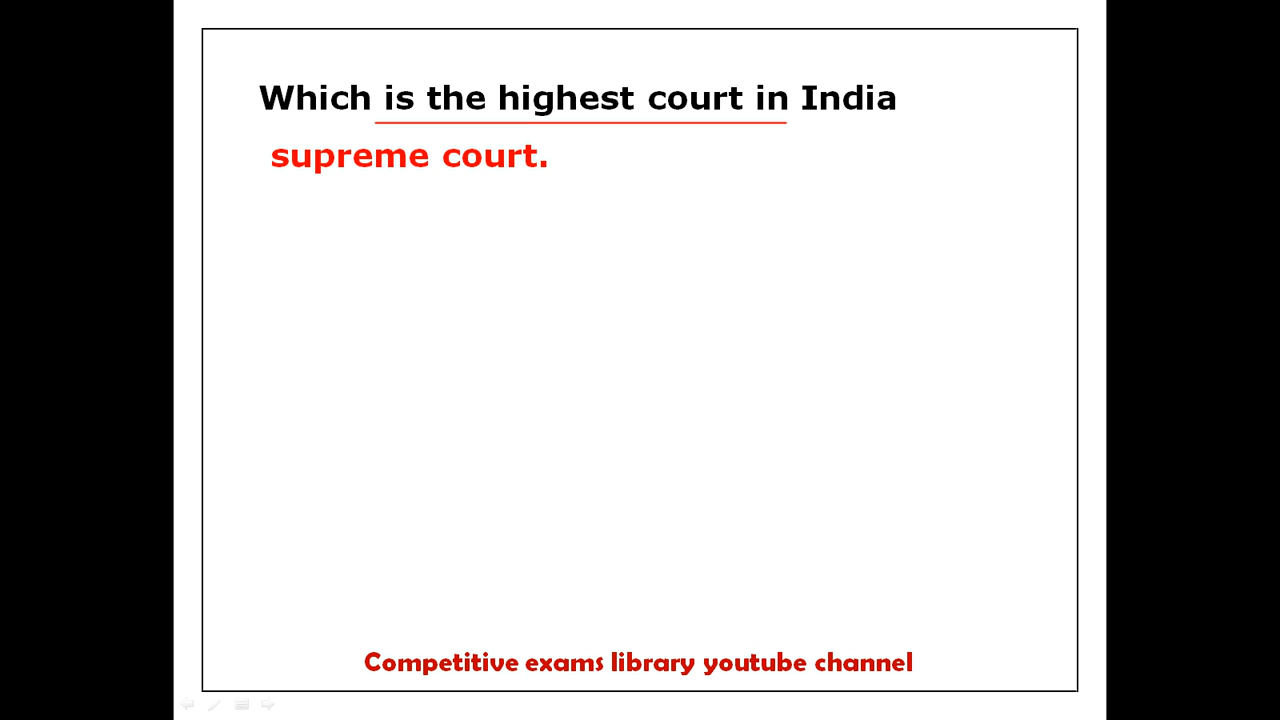 Which is the highest court in India
supreme court.
Competitive exams library youtube channel